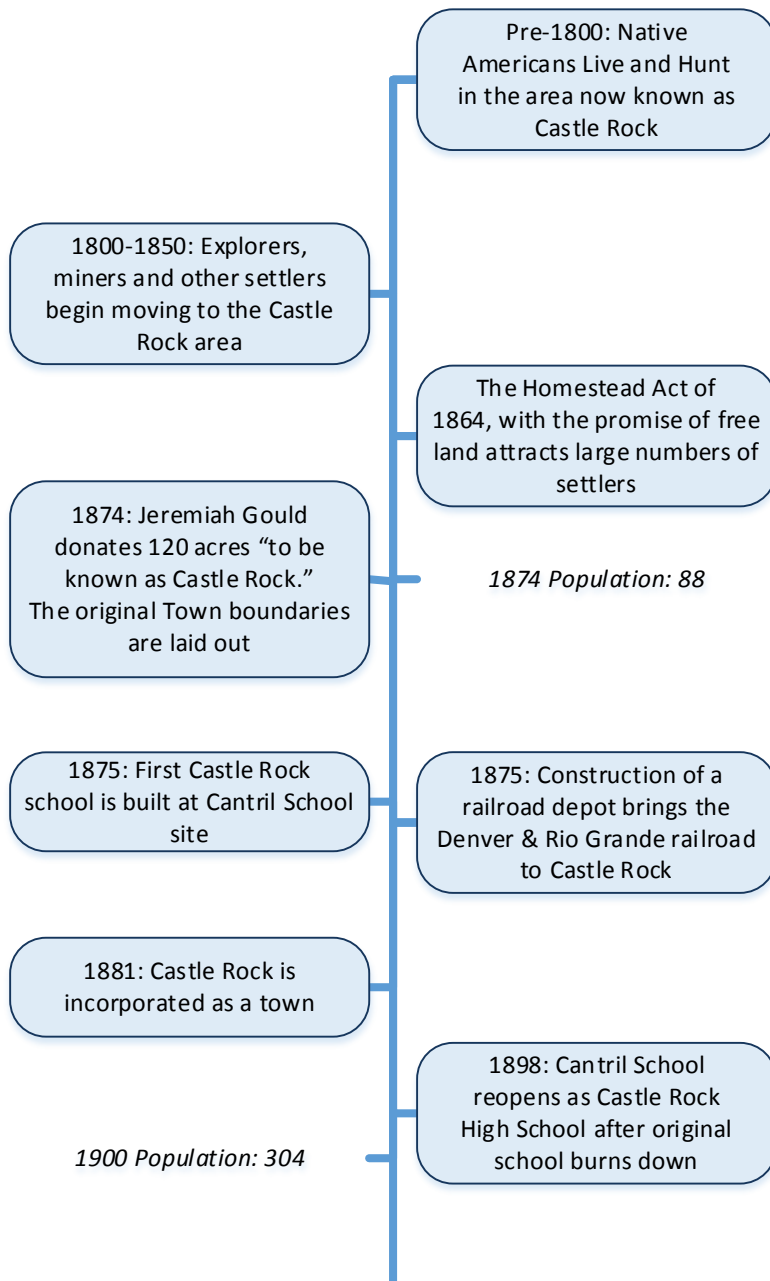 Pre-1800: Native
Americans Live and Hunt
in the area now known as
Castle Rock
1800-1850: Explorers,
miners and other settlers
begin moving to the Castle
Rock area
The Homestead Act of
1864, with the promise of free
land attracts large numbers of
settlers
1874: Jeremiah Gould
donates 120 acres “to be
known as Castle Rock.”
The original Town boundaries
are laid out
1874 Population: 88
1875: First Castle Rock
school is built at Cantril School
site
1875: Construction of a
railroad depot brings the
Denver & Rio Grande railroad
to Castle Rock
1881: Castle Rock is
incorporated as a town
1898: Cantril School
reopens as Castle Rock
High School after original
school burns down
1900 Population: 304